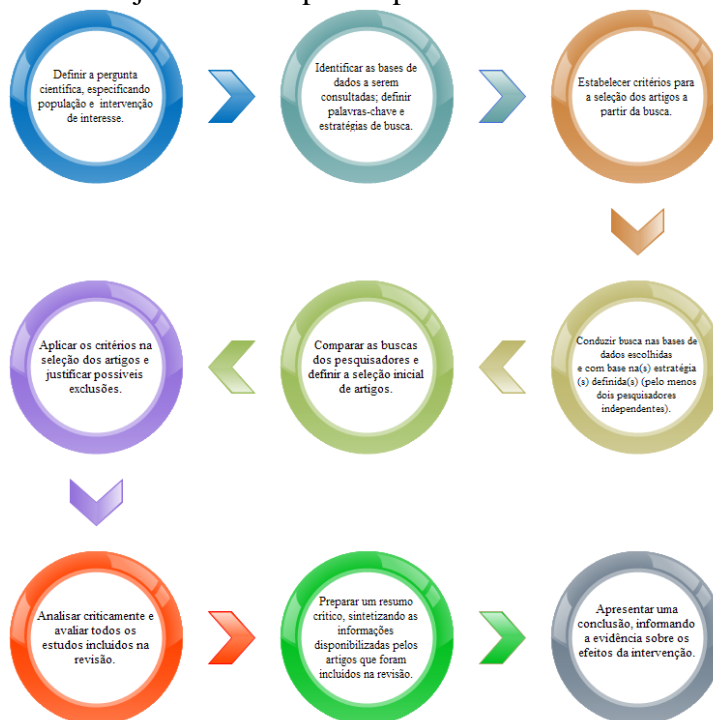 Definir a pergunta
cientifica, especificando
população e intervenção
de interesse.
Identificar as bases de
dados a serem
consultadas; definir
palavras-chave e
estratégias de busca.
Estabelecer critérios para
a seleção dos artigos a
partir da busca.
Conduzir busca nas bases de
dados escolhidas
e com base na(s) estratégia
(s) definida(s) (pelo menos
dois pesquisadores
independentes).
Comparar as buscas
dos pesquisadores e
definir a seleção inicial
de artigos.
Aplicar os critérios na
seleção dos artigos e
justificar possíveis
exclusões.
Analisar criticamente e
avaliar todos os
estudos incluídos na
revisão.
Preparar um resumo
crítico, sintetizando as
informações
disponibilizadas pelos
artigos que foram
incluídos na revisão.
Apresentar uma
conclusão, informando
a evidência sobre os
efeitos da intervenção.